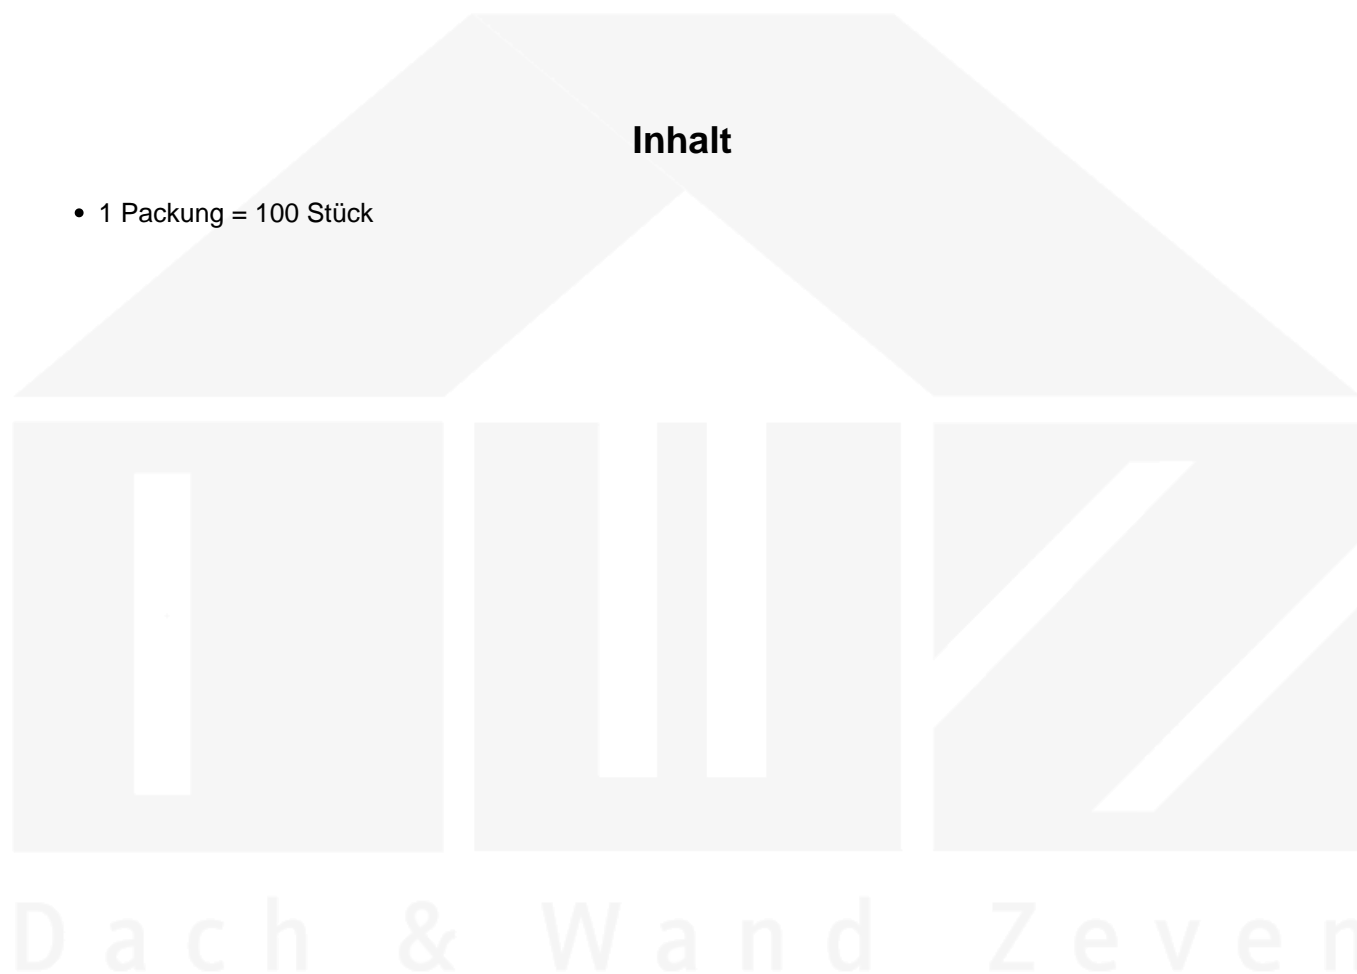 Inhalt
• 1 Packung = 100 Stück
Dach & Wand Zeven